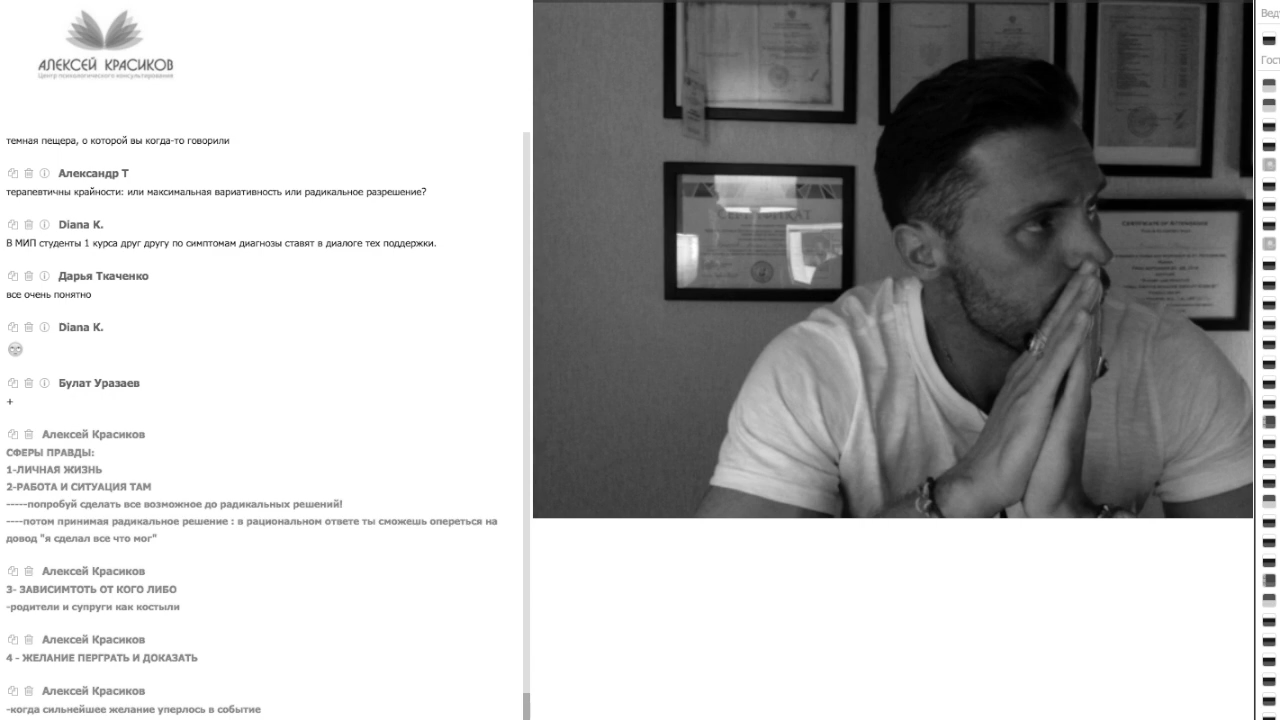 АЛЕКСЕЙ КРАСИКОВ
Центр психологического консультирования
темная пещера, о которой вы когда-то говорили
Александр Т
терапевтичны крайности: или максимальная вариативность или радикальное разрешение?
Diana K.
В МИП студенты 1 курса друг другу по симптомам диагнозы ставят в диалоге тех поддержки.
Дарья Ткаченко
все очень понятно
Diana K.
Булат Уразаев
+
Алексей Красиков
СФЕРЫ ПРАВДЫ:
1-ЛИЧНАЯ ЖИЗНЬ
2-РАБОТА И СИТУАЦИЯ ТАМ
-----попробуй сделать все возможное до радикальных решений!
----потом принимая радикальное решение : в рациональном ответе ты сможешь опереться на
довод "я сделал все что мог"
Алексей Красиков
3- ЗАВИСИМТОТЬ ОТ КОГО ЛИБО
-родители и супруги как костыли
Алексей Красиков
4 - ЖЕЛАНИЕ ПЕРГРАТЬ И ДОКАЗАТЬ
Алексей Красиков
-когда сильнейшее желание уперлось в событие
СЕРТИФИКАТ
Вед
Гост